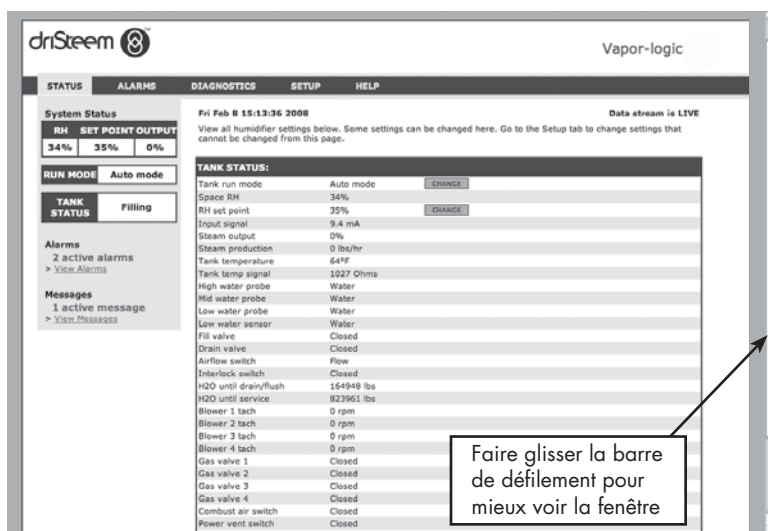 driSteem
Vapor-logic
STATUS ALARMS DIAGNOSTICS SETUP HELP
System Status
RH SET POINT OUTPUT
34% 35% 0%
RUN MODE Auto mode
TANK STATUS Filling
Alarms
2 active alarms
> View Alarms
Messages
1 active message
> View Messages
Fri Feb 8 15:13:36 2008 Data stream is LIVE
View all humidifier settings below. Some settings can be changed here. Go to the Setup tab to change settings that
cannot be changed from this page.
TANK STATUS:
Tank run mode Auto mode CHANGE
Space RH 34%
RH set point 35% CHANGE
Input signal 9.4 mA
Steam output 0%
Steam production 0 lbs/hr
Tank temperature 64ºF
Tank temp signal 1027 Ohms
High water probe Water
Mid water probe Water
Low water probe Water
Low water sensor Water
Fill valve Closed
Drain valve Closed
Airflow switch Flow
Interlock switch Closed
H2O until drain/flush 164948 lbs
H2O until service 823961 lbs
Blower 1 tach 0 rpm
Blower 2 tach 0 rpm
Blower 3 tach 0 rpm
Blower 4 tach 0 rpm
Gas valve 1 Closed
Gas valve 2 Closed
Gas valve 3 Closed
Gas valve 4 Closed
Combust air switch Closed
Power vent switch Closed
Faire glisser la barre
de défilement pour
mieux voir la fenêtre